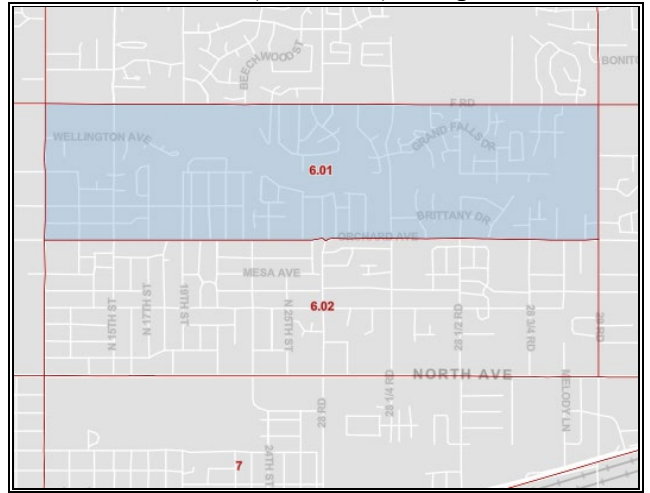 BEECHWOOD ST
BONIT
F RD
WELLINGTON AVE
GRAND FALLS DR
6.01
BRITTANY DR
ORCHARD AVE
MESA AVE
N 15TH ST
N 17TH ST
19TH ST
N 25TH ST
6.02
28 1/2 RD
28 3/4 RD
29 RD
NORTH AVE
28 RD
28 1/4 RD
MELODY LN
24TH ST
7